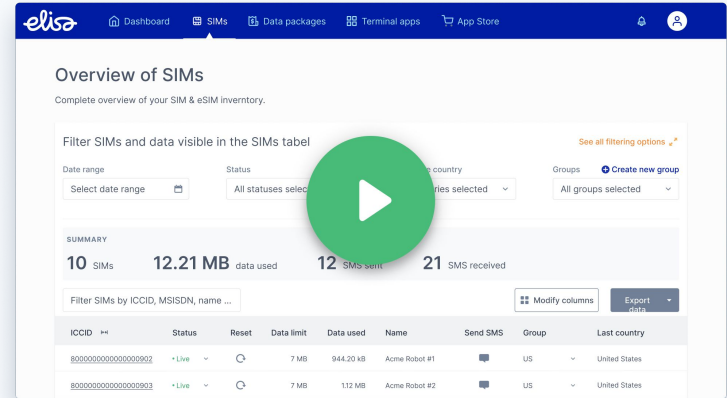 elisa Dashboard SIMs Data packages Terminal apps App Store
Overview of SIMs
Complete overview of your SIM & eSIM inverntory.
Filter SIMs and data visible in the SIMs tabel See all filtering options
Date range Status country Groups Create new group
Select date range All statuses selec selected All groups selected
SUMMARY
10 SIMs 12.21 MB data used 12 SMS sent 21 SMS received
Filter SIMs by ICCID, MSISDN, name ... Modify columns Export data
ICCID Status Reset Data limit Data used Name Send SMS Group Last country
8000000000000000902 Live 7 MB 944.20 kB Acme Robot #1 US United States
8000000000000000903 Live 7 MB 1.12 MB Acme Robot #2 US United States